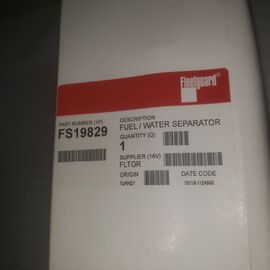 Fleetguard
PART NUMBER (1P)
FS19829
DESCRIPTION
FUEL / WATER SEPARATOR
QUANTITY (Q)
1
SUPPLIER (16V)
FLTGR
ORIGIN
TURKEY
DATE CODE